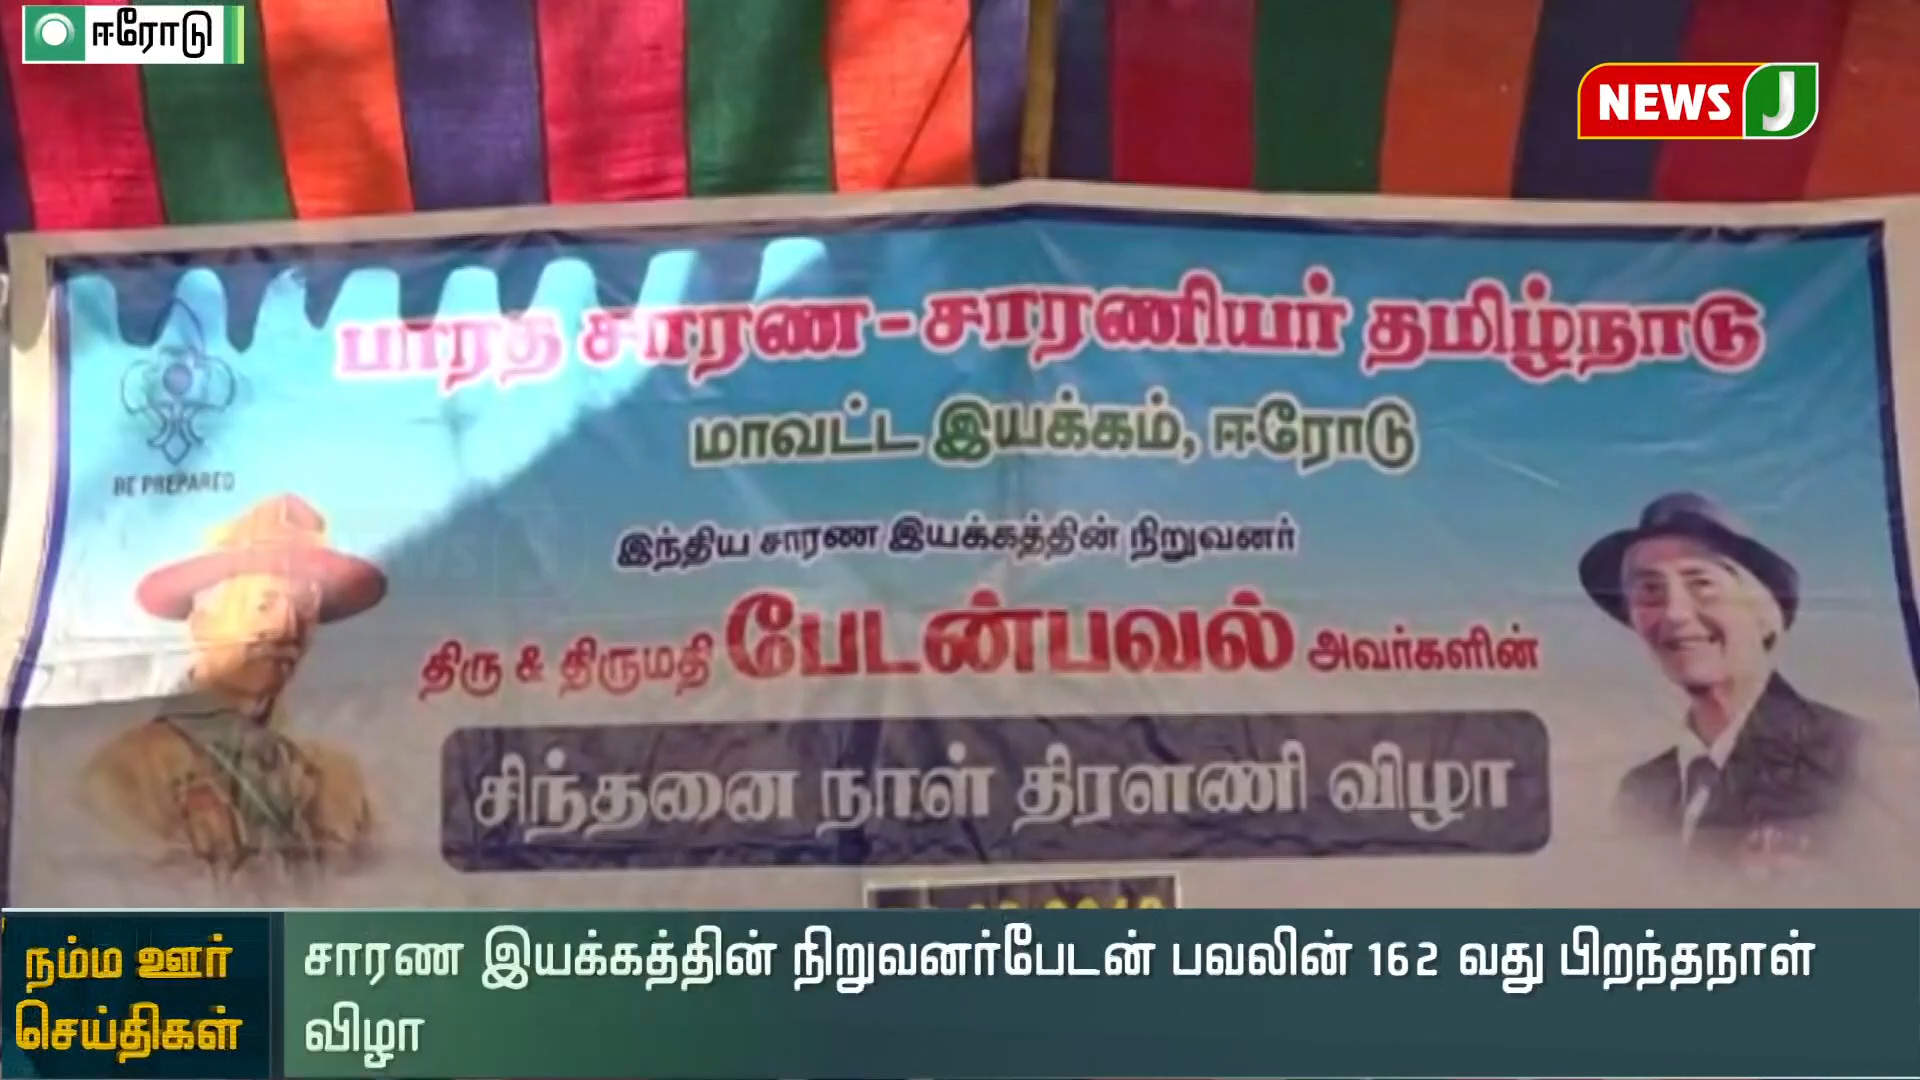 ஈரோடு
NEWS J
பாரத சாரண-சாரணியர் தமிழ்நாடு
மாவட்ட இயக்கம், ஈரோடு
BE PREPARED
இந்திய சாரண இயக்கத்தின் நிறுவனர்
திரு & திருமதி பேடன்பவல் அவர்களின்
சிந்தனை நாள் திரளணி விழா
நம்ம ஊர்
செய்திகள்
சாரண இயக்கத்தின் நிறுவனர்பேடன் பவலின் 162 வது பிறந்தநாள்
விழா